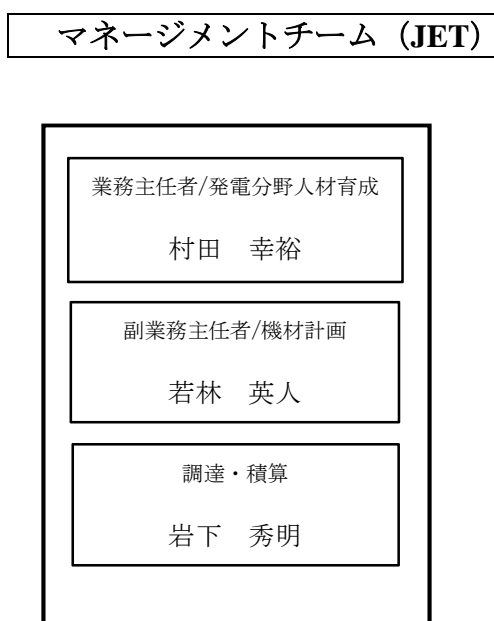 マネージメントチーム（JET）
業務主任者/発電分野人材育成
村田　幸裕
副業務主任者/機材計画
若林　英人
調達・積算
岩下　秀明